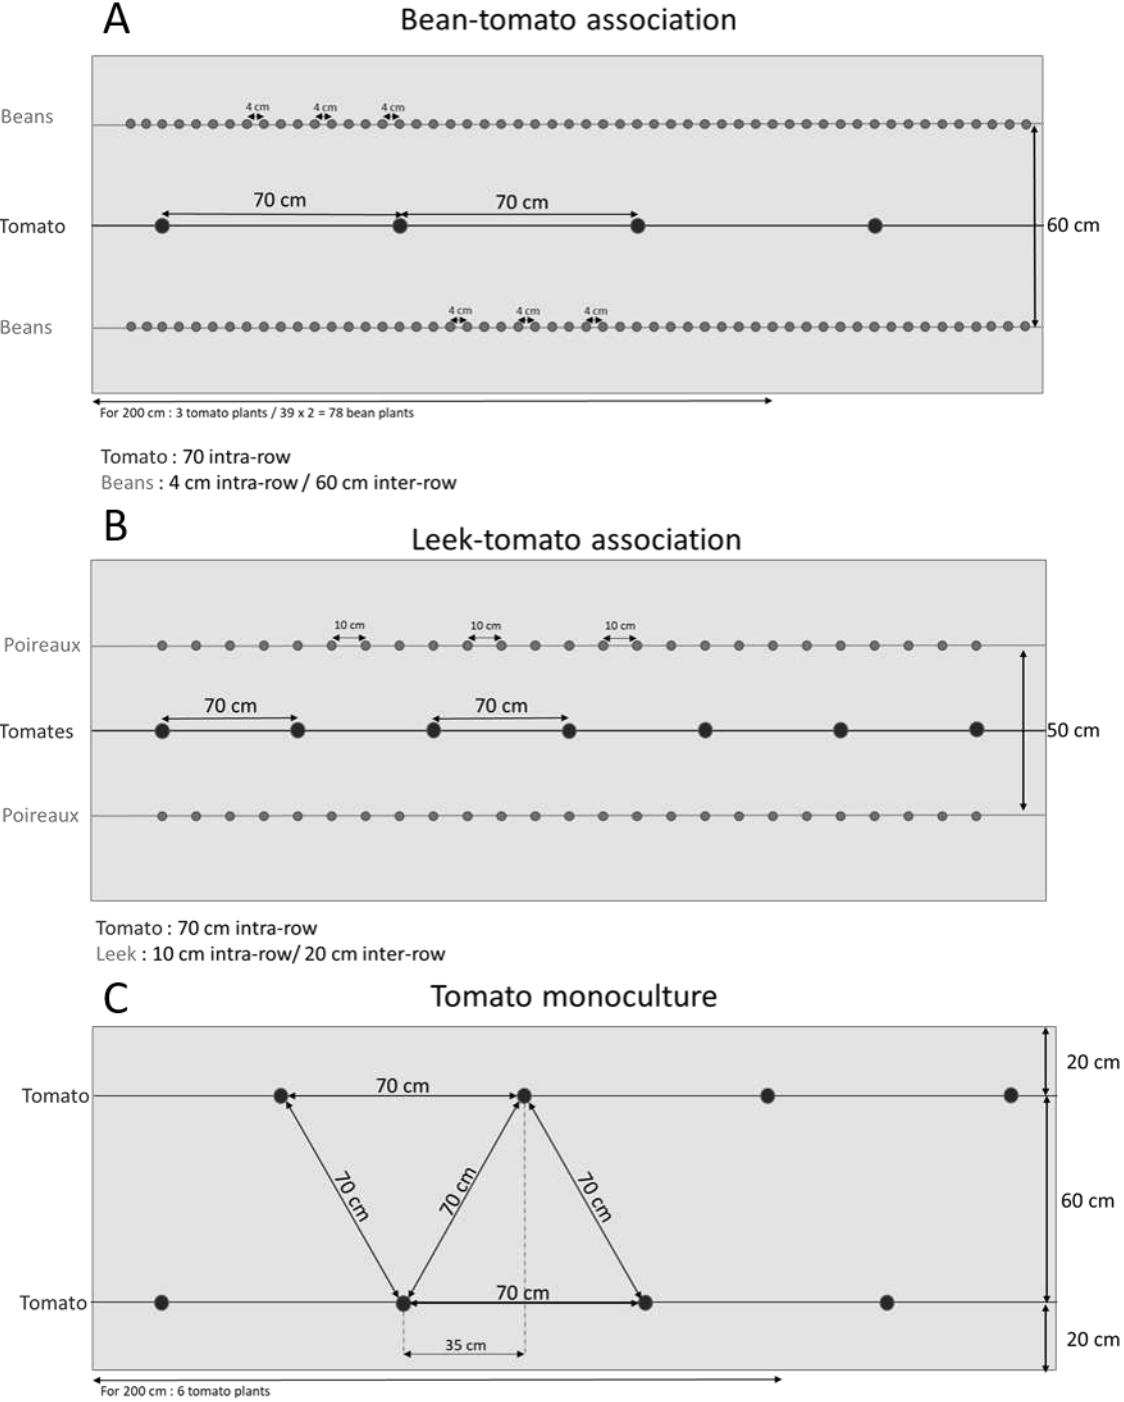 A
Bean-tomato association
Beans
4 cm
4 cm
4 cm
70 cm
70 cm
Tomato
60 cm
Beans
4 cm
4 cm
4 cm
For 200 cm : 3 tomato plants / 39 x 2 = 78 bean plants
Tomato : 70 intra-row
Beans : 4 cm intra-row / 60 cm inter-row
B
Leek-tomato association
Poireaux
10 cm
10 cm
10 cm
70 cm
70 cm
Tomates
50 cm
Poireaux
Tomato : 70 cm intra-row
Leek : 10 cm intra-row/ 20 cm inter-row
C
Tomato monoculture
20 cm
Tomato
70 cm
70 cm
70 cm
70 cm
60 cm
Tomato
70 cm
35 cm
20 cm
For 200 cm : 6 tomato plants